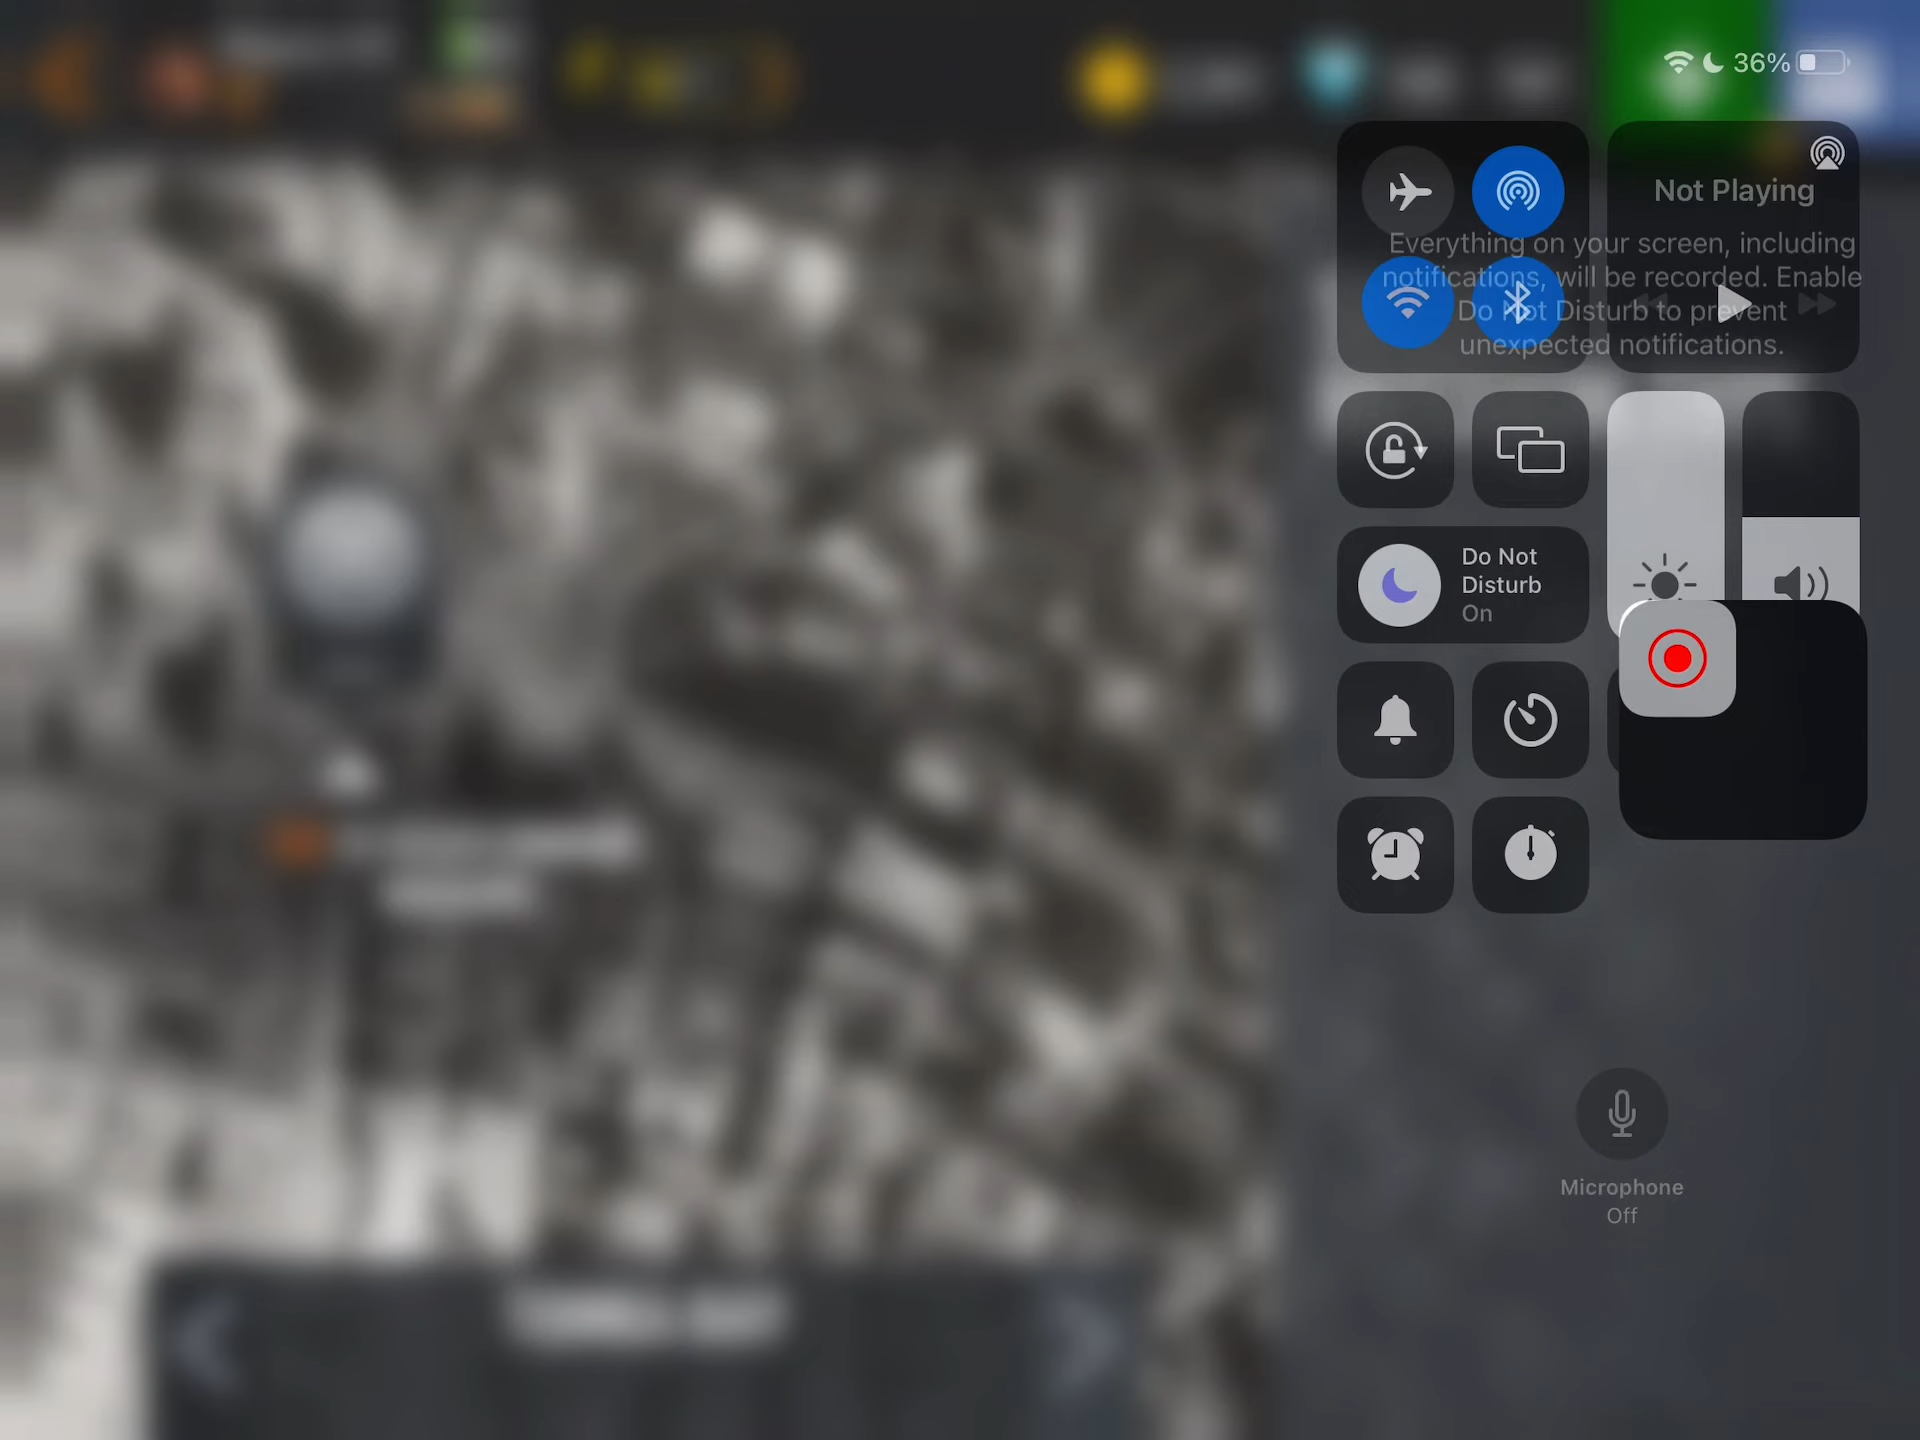 36%
Not Playing
Everything on your screen, including
notifications, will be recorded. Enable
Do Not Disturb to prevent
unexpected notifications.
Do Not
Disturb
On
Microphone
Off